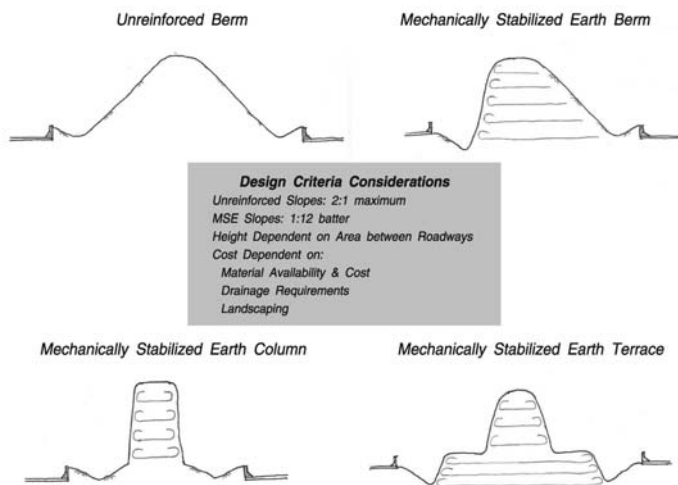 Unreinforced Berm
Mechanically Stabilized Earth Berm
Design Criteria Considerations
Unreinforced Slopes: 2:1 maximum
MSE Slopes: 1:12 batter
Height Dependent on Area between Roadways
Cost Dependent on:
Material Availability & Cost
Drainage Requirements
Landscaping
Mechanically Stabilized Earth Column
Mechanically Stabilized Earth Terrace